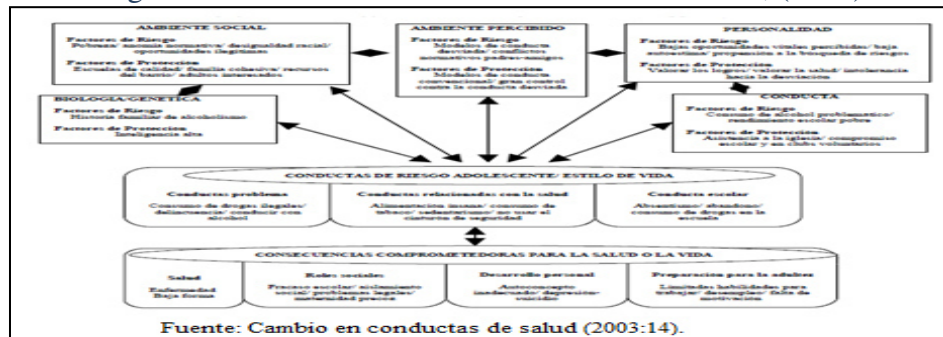 AMBIENTE SOCIAL
Factores de Riesgo
Pobreza/ anomia normativa/ desigualdad racial/
oportunidades ilegítimas
Factores de Protección
Escuelas de calidad/ familia cohesiva/ recursos
del barrio/ adultos interesados
AMBIENTE PERCIBIDO
Factores de Riesgo
Modelos de conducta
desviada/ conflictos
normativos padres-amigos
Factores de Protección
Modelos de conducta
convencional/ gran control
contra la conducta desviada
PERSONALIDAD
Factores de Riesgo
Bajas oportunidades vitales percibidas/ baja
autoestima/ propensión a la búsqueda de riesgos
Factores de Protección
Valorar los logros/ valorar la salud/ intolerancia
hacia la desviación
BIOLOGIA/GENETICA
Factores de Riesgo
Historia familiar de alcoholismo
Factores de Protección
Inteligencia alta
CONDUCTA
Factores de Riesgo
Consumo de alcohol problemático/
rendimiento escolar pobre
Factores de Protección
Asistencia a la iglesia/ compromiso
escolar y en clubs voluntarios
CONDUCTAS DE RIESGO ADOLESCENTE/ ESTILO DE VIDA
Conductas problema
Consumo de drogas ilegales/
delincuencia/ conducir con
alcohol
Conductas relacionadas con la salud
Alimentación insana/ consumo de
tabaco/ sedentarismo/ no usar el
cinturón de seguridad
Conducta escolar
Absentismo/ abandono/
consumo de drogas en la
escuela
CONSECUENCIAS COMPROMETEDORAS PARA LA SALUD O LA VIDA
Salud
Enfermedad
Baja forma
Roles sociales
Fracaso escolar/ aislamiento
social/ problemas legales/
maternidad precoz
Desarrollo personal
Autoconcepto
inadecuado/ depresión-
suicidio
Preparación para la adultez
Limitadas habilidades para
trabajar/ desempleo/ falta de
motivación
Fuente: Cambio en conductas de salud (2003:14).